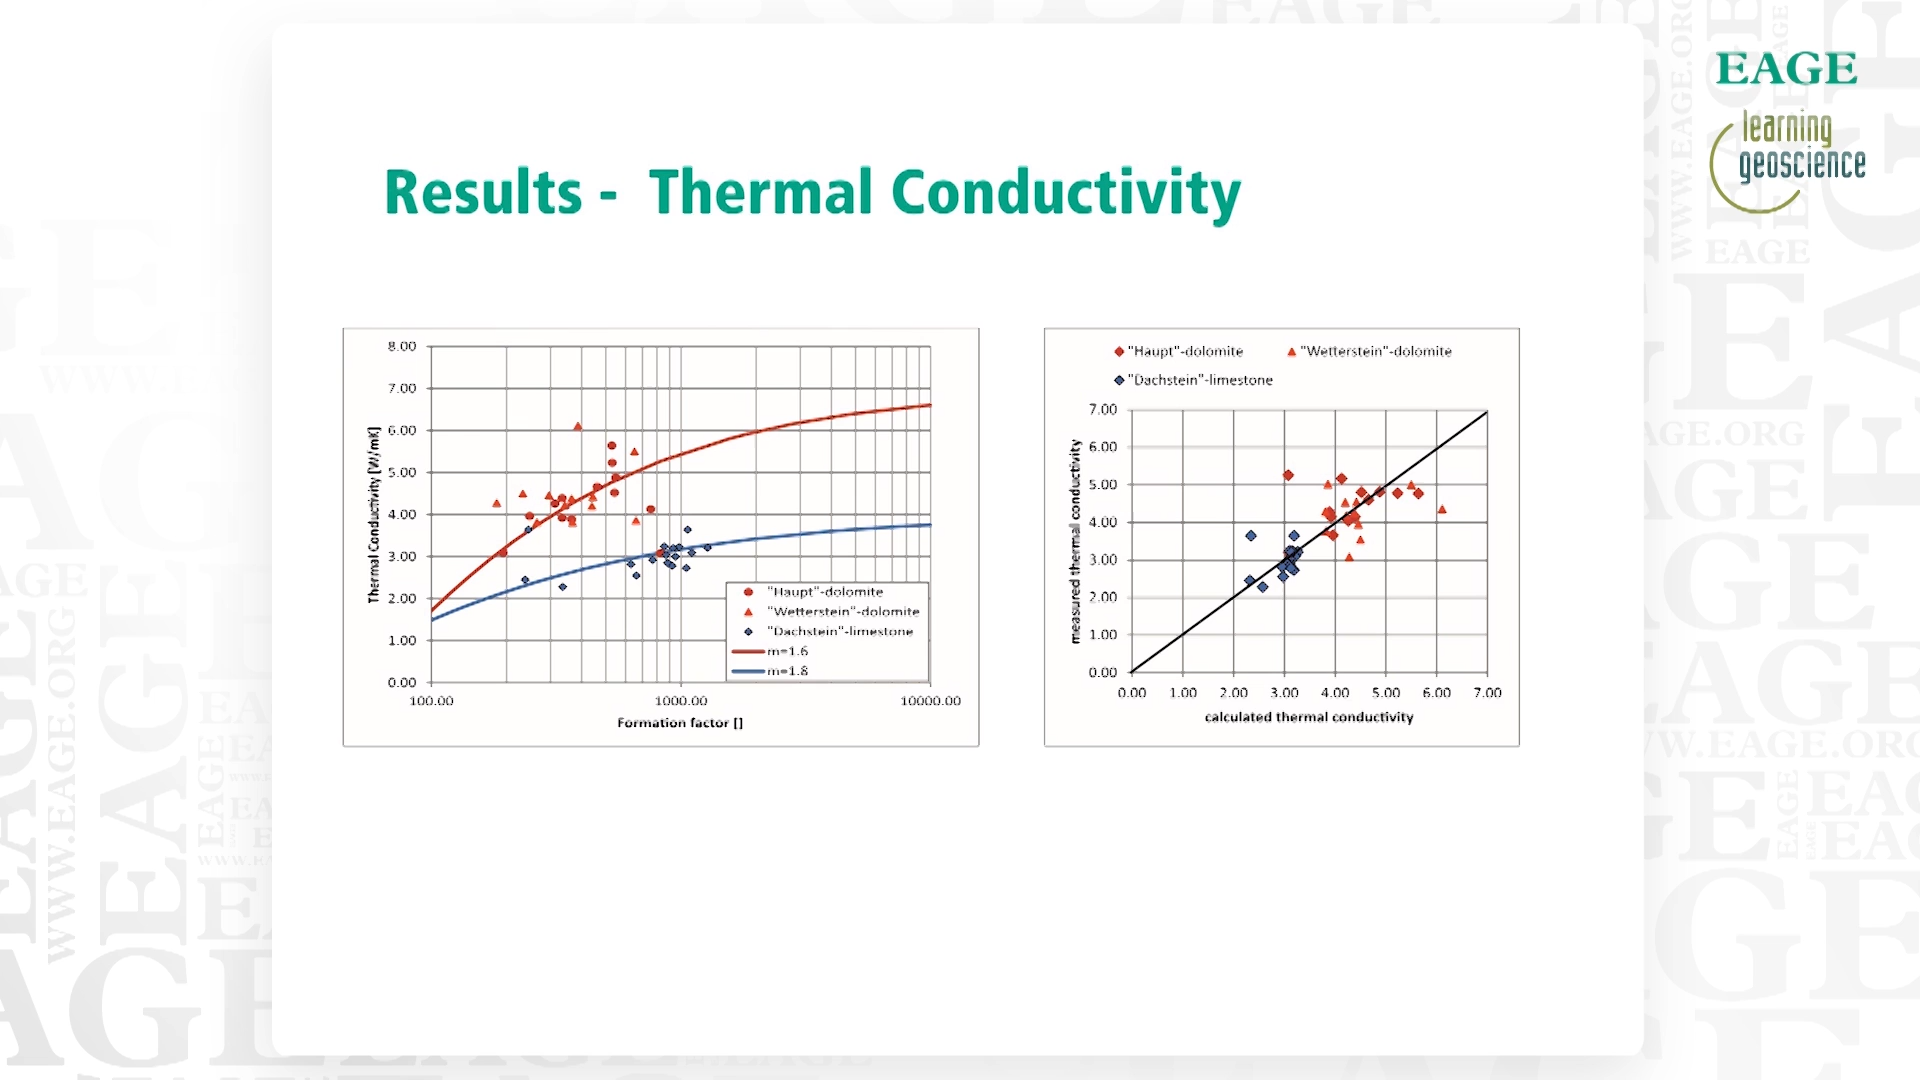 EAGE
learning
geoscience
Results - Thermal Conductivity
8.00
7.00
6.00
5.00
4.00
3.00
2.00
1.00
0.00
Thermal Conductivity [W/mK]
100.00 1000.00 10000.00
Formation factor []
"Haupt"-dolomite
"Wetterstein"-dolomite
"Dachstein"-limestone
m=1.6
m=1.8
"Haupt"-dolomite "Wetterstein"-dolomite
"Dachstein"-limestone
7.00
6.00
5.00
4.00
3.00
2.00
1.00
0.00
measured thermal conductivity
0.00 1.00 2.00 3.00 4.00 5.00 6.00 7.00
calculated thermal conductivity